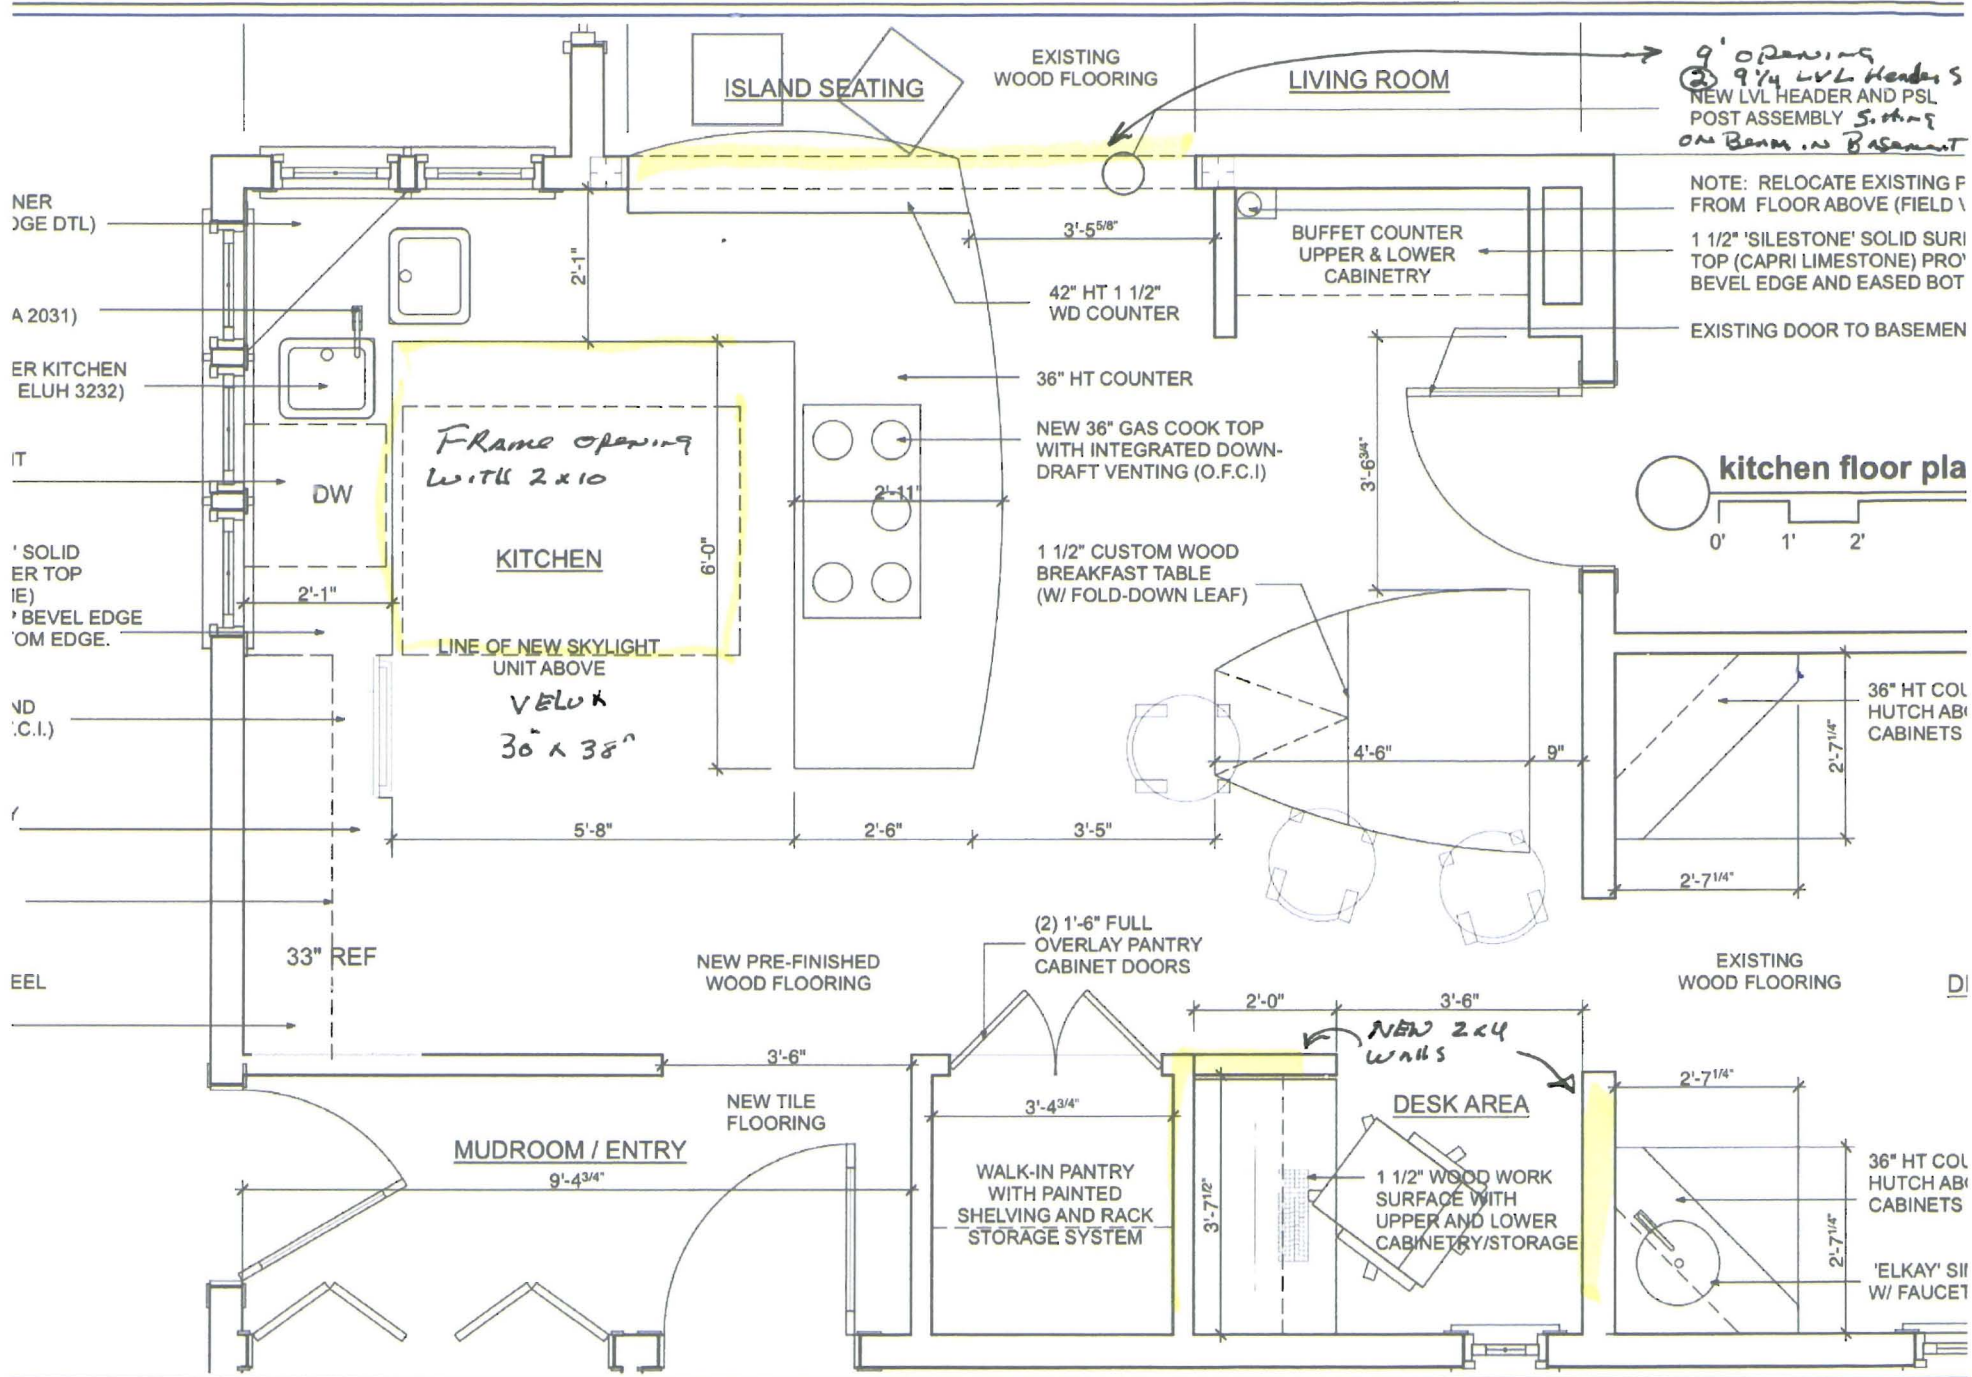 EXISTING
WOOD FLOORING
ISLAND SEATING
LIVING ROOM
9' opening
② 9 1/4 LVL Headers
NEW LVL HEADER AND PSL
POST ASSEMBLY Sitting
on Beam in Basement
NOTE: RELOCATE EXISTING
FROM FLOOR ABOVE (FIELD
1 1/2" 'SILESTONE' SOLID
TOP (CAPRI LIMESTONE)
BEVEL EDGE AND EASED
EXISTING DOOR TO
NER
DGE DTL)
A 2031)
ER KITCHEN
ELUH 3232)
IT
' SOLID
ER TOP
IE)
' BEVEL EDGE
OM EDGE.
ND
.C.I.)
Y
EEL
2'-1"
3'-5 5/8"
BUFFET COUNTER
UPPER & LOWER
CABINETRY
42" HT 1 1/2"
WD COUNTER
36" HT COUNTER
NEW 36" GAS COOK TOP
WITH INTEGRATED DOWN-
DRAFT VENTING (O.F.C.I)
1 1/2" CUSTOM WOOD
BREAKFAST TABLE
(W/ FOLD-DOWN LEAF)
3'-6 3/4"
kitchen floor pla
0' 1' 2'
Frame opening
with 2x10
DW
2'-11"
KITCHEN
6'-0"
2'-1"
LINE OF NEW SKYLIGHT
UNIT ABOVE
VELUX
30" x 38"
4'-6" 9"
36" HT
HUTCH
CABINETS
2'-7 1/4"
5'-8" 2'-6" 3'-5"
2'-7 1/4"
33" REF
NEW PRE-FINISHED
WOOD FLOORING
(2) 1'-6" FULL
OVERLAY PANTRY
CABINET DOORS
EXISTING
WOOD FLOORING
2'-0" 3'-6"
NEW 2x4
walls
3'-6"
NEW TILE
FLOORING
3'-4 3/4"
DESK AREA
2'-7 1/4"
MUDROOM / ENTRY
9'-4 3/4"
WALK-IN PANTRY
WITH PAINTED
SHELVING AND RACK
STORAGE SYSTEM
3'-7 1/2"
1 1/2" WOOD WORK
SURFACE WITH
UPPER AND LOWER
CABINETRY/STORAGE
36" HT
HUTCH
CABINETS
2'-7 1/4"
'ELKAY'
W/ FAUCET